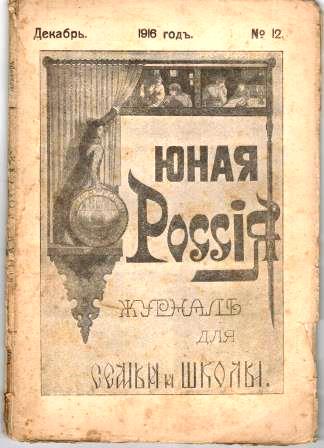 Декабрь. 1916 годъ. № 12.
ЮНАЯ
РОССІЯ
ЖУРНАЛЪ
ДЛЯ
СЕМЬИ и ШКОЛЫ.